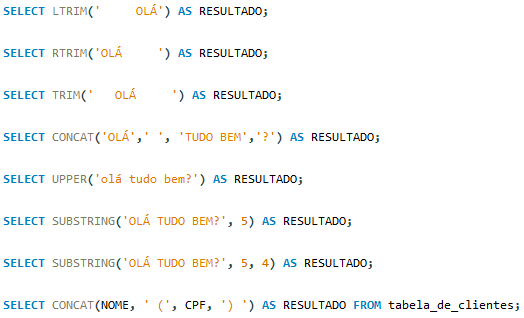 SELECT LTRIM('     OLÁ') AS RESULTADO;
SELECT RTRIM('OLÁ     ') AS RESULTADO;
SELECT TRIM('   OLÁ     ') AS RESULTADO;
SELECT CONCAT('OLÁ',' ', 'TUDO BEM','?') AS RESULTADO;
SELECT UPPER('olá tudo bem?') AS RESULTADO;
SELECT SUBSTRING('OLÁ TUDO BEM?', 5) AS RESULTADO;
SELECT SUBSTRING('OLÁ TUDO BEM?', 5, 4) AS RESULTADO;
SELECT CONCAT(NOME, ' (', CPF, ') ') AS RESULTADO FROM tabela_de_clientes;